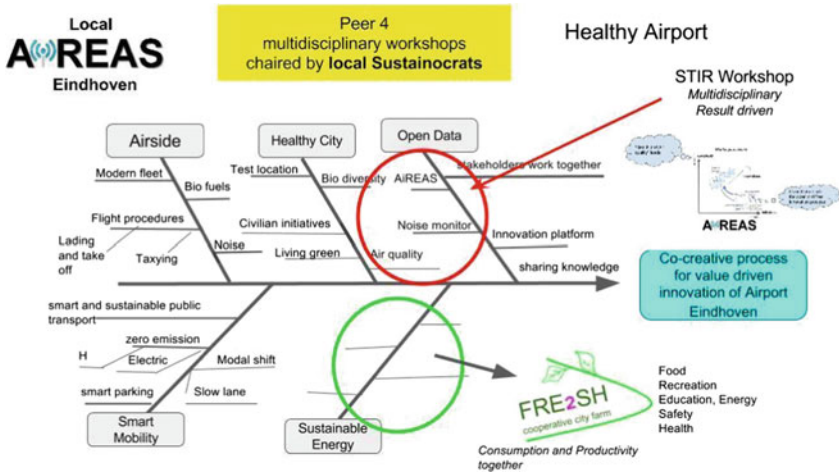 Local
AiREAS
Eindhoven
Peer 4
multidisciplinary workshops
chaired by local Sustainocrats
Healthy Airport
STIR Workshop
Multidisciplinary
Result driven
Airside
Healthy City
Open Data
Modern fleet
Bio fuels
Flight procedures
Lading and take off
Taxying
Noise
Test location
Bio diversity
Civilian initiatives
Living green
Air quality
AiREAS
stakeholders work together
Noise monitor
Innovation platform
sharing knowledge
AiREAS
Co-creative process
for value driven
innovation of Airport
Eindhoven
smart and sustainable public
transport
zero emission
H
Electric
Modal shift
smart parking
Slow lane
Smart
Mobility
Sustainable
Energy
FRE2SH
cooperative city farm
Food
Recreation
Education, Energy
Safety
Health
Consumption and Productivity
together